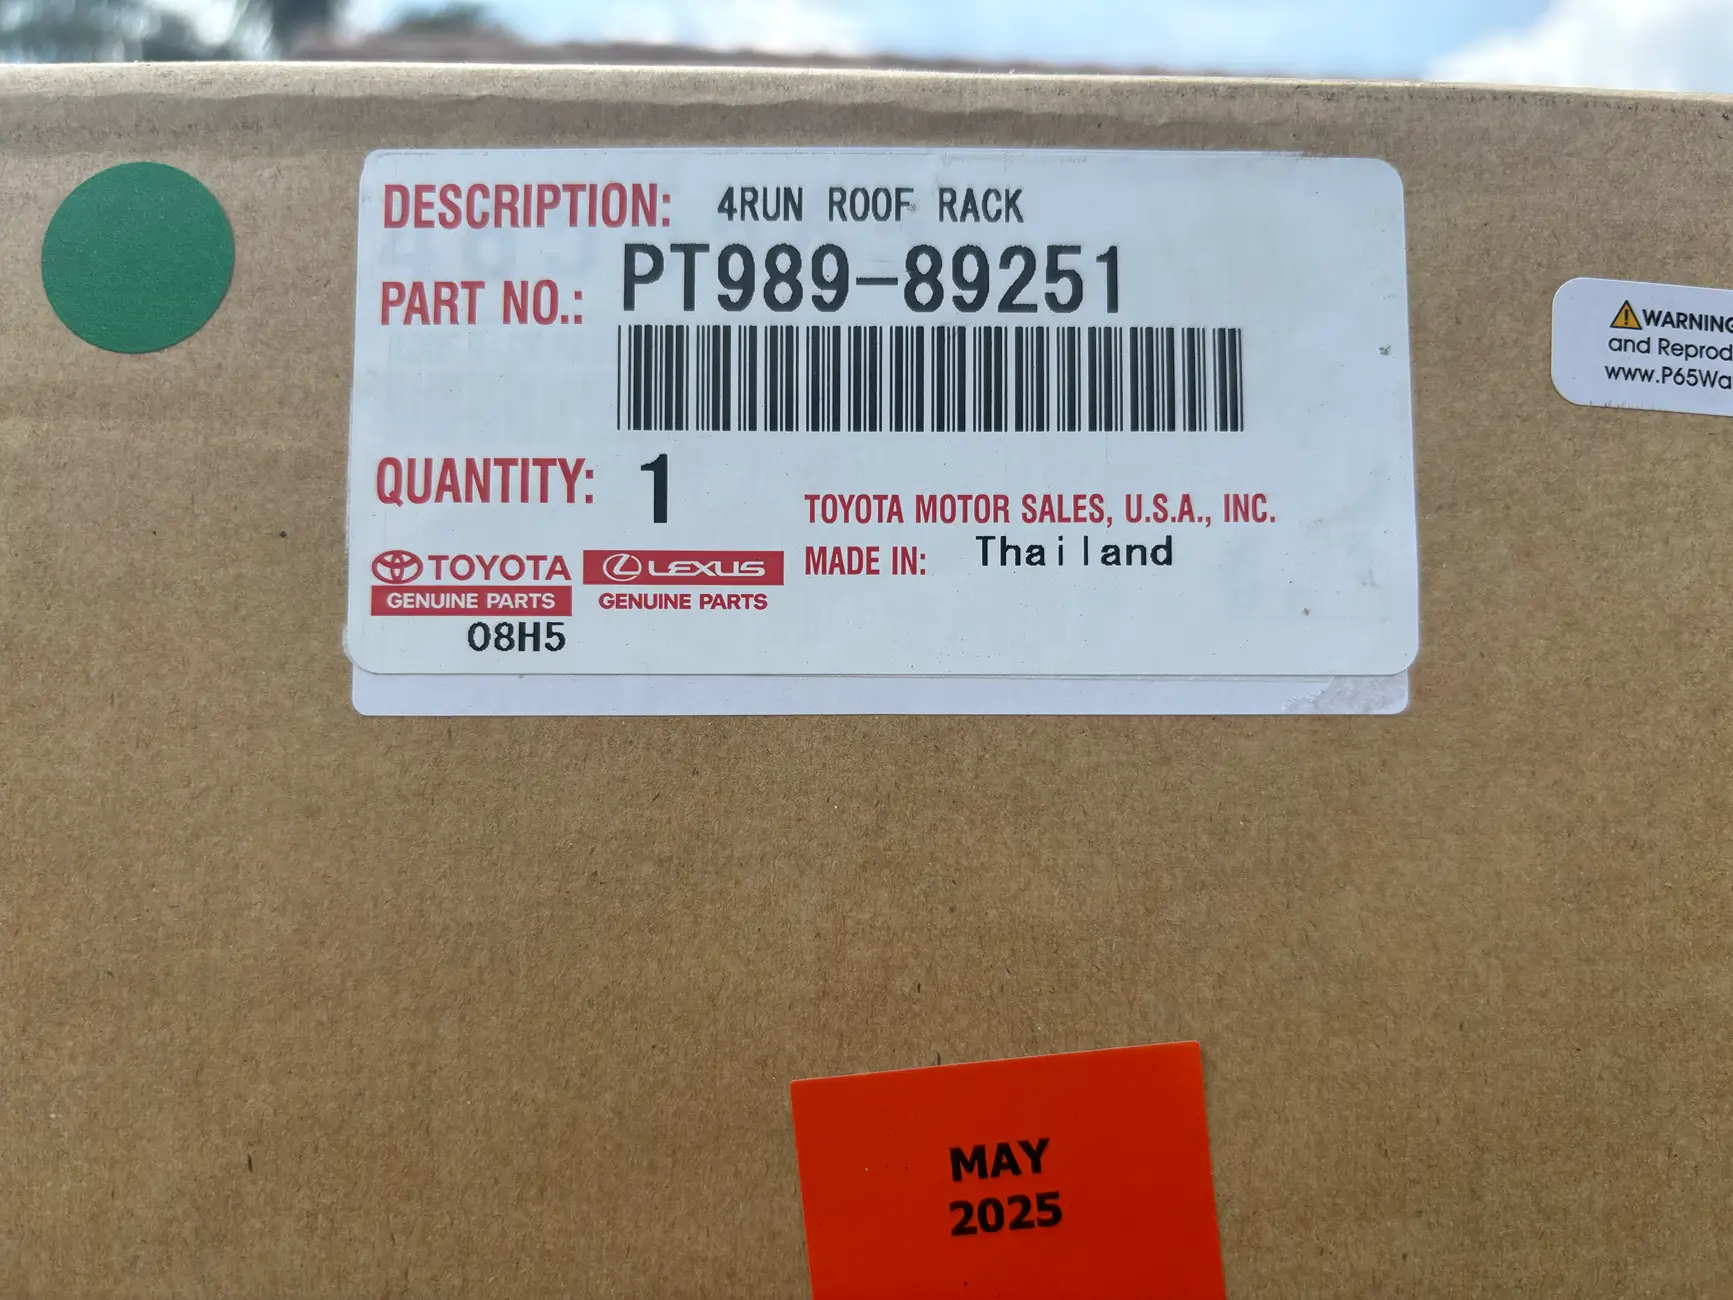 DESCRIPTION: 4RUN ROOF RACK
PART NO.: PT989-89251
QUANTITY: 1
TOYOTA MOTOR SALES, U.S.A., INC.
MADE IN: Thailand
TOYOTA
GENUINE PARTS
LEXUS
GENUINE PARTS
08H5
WARNING
and Reprod
www.P65Wa
MAY
2025